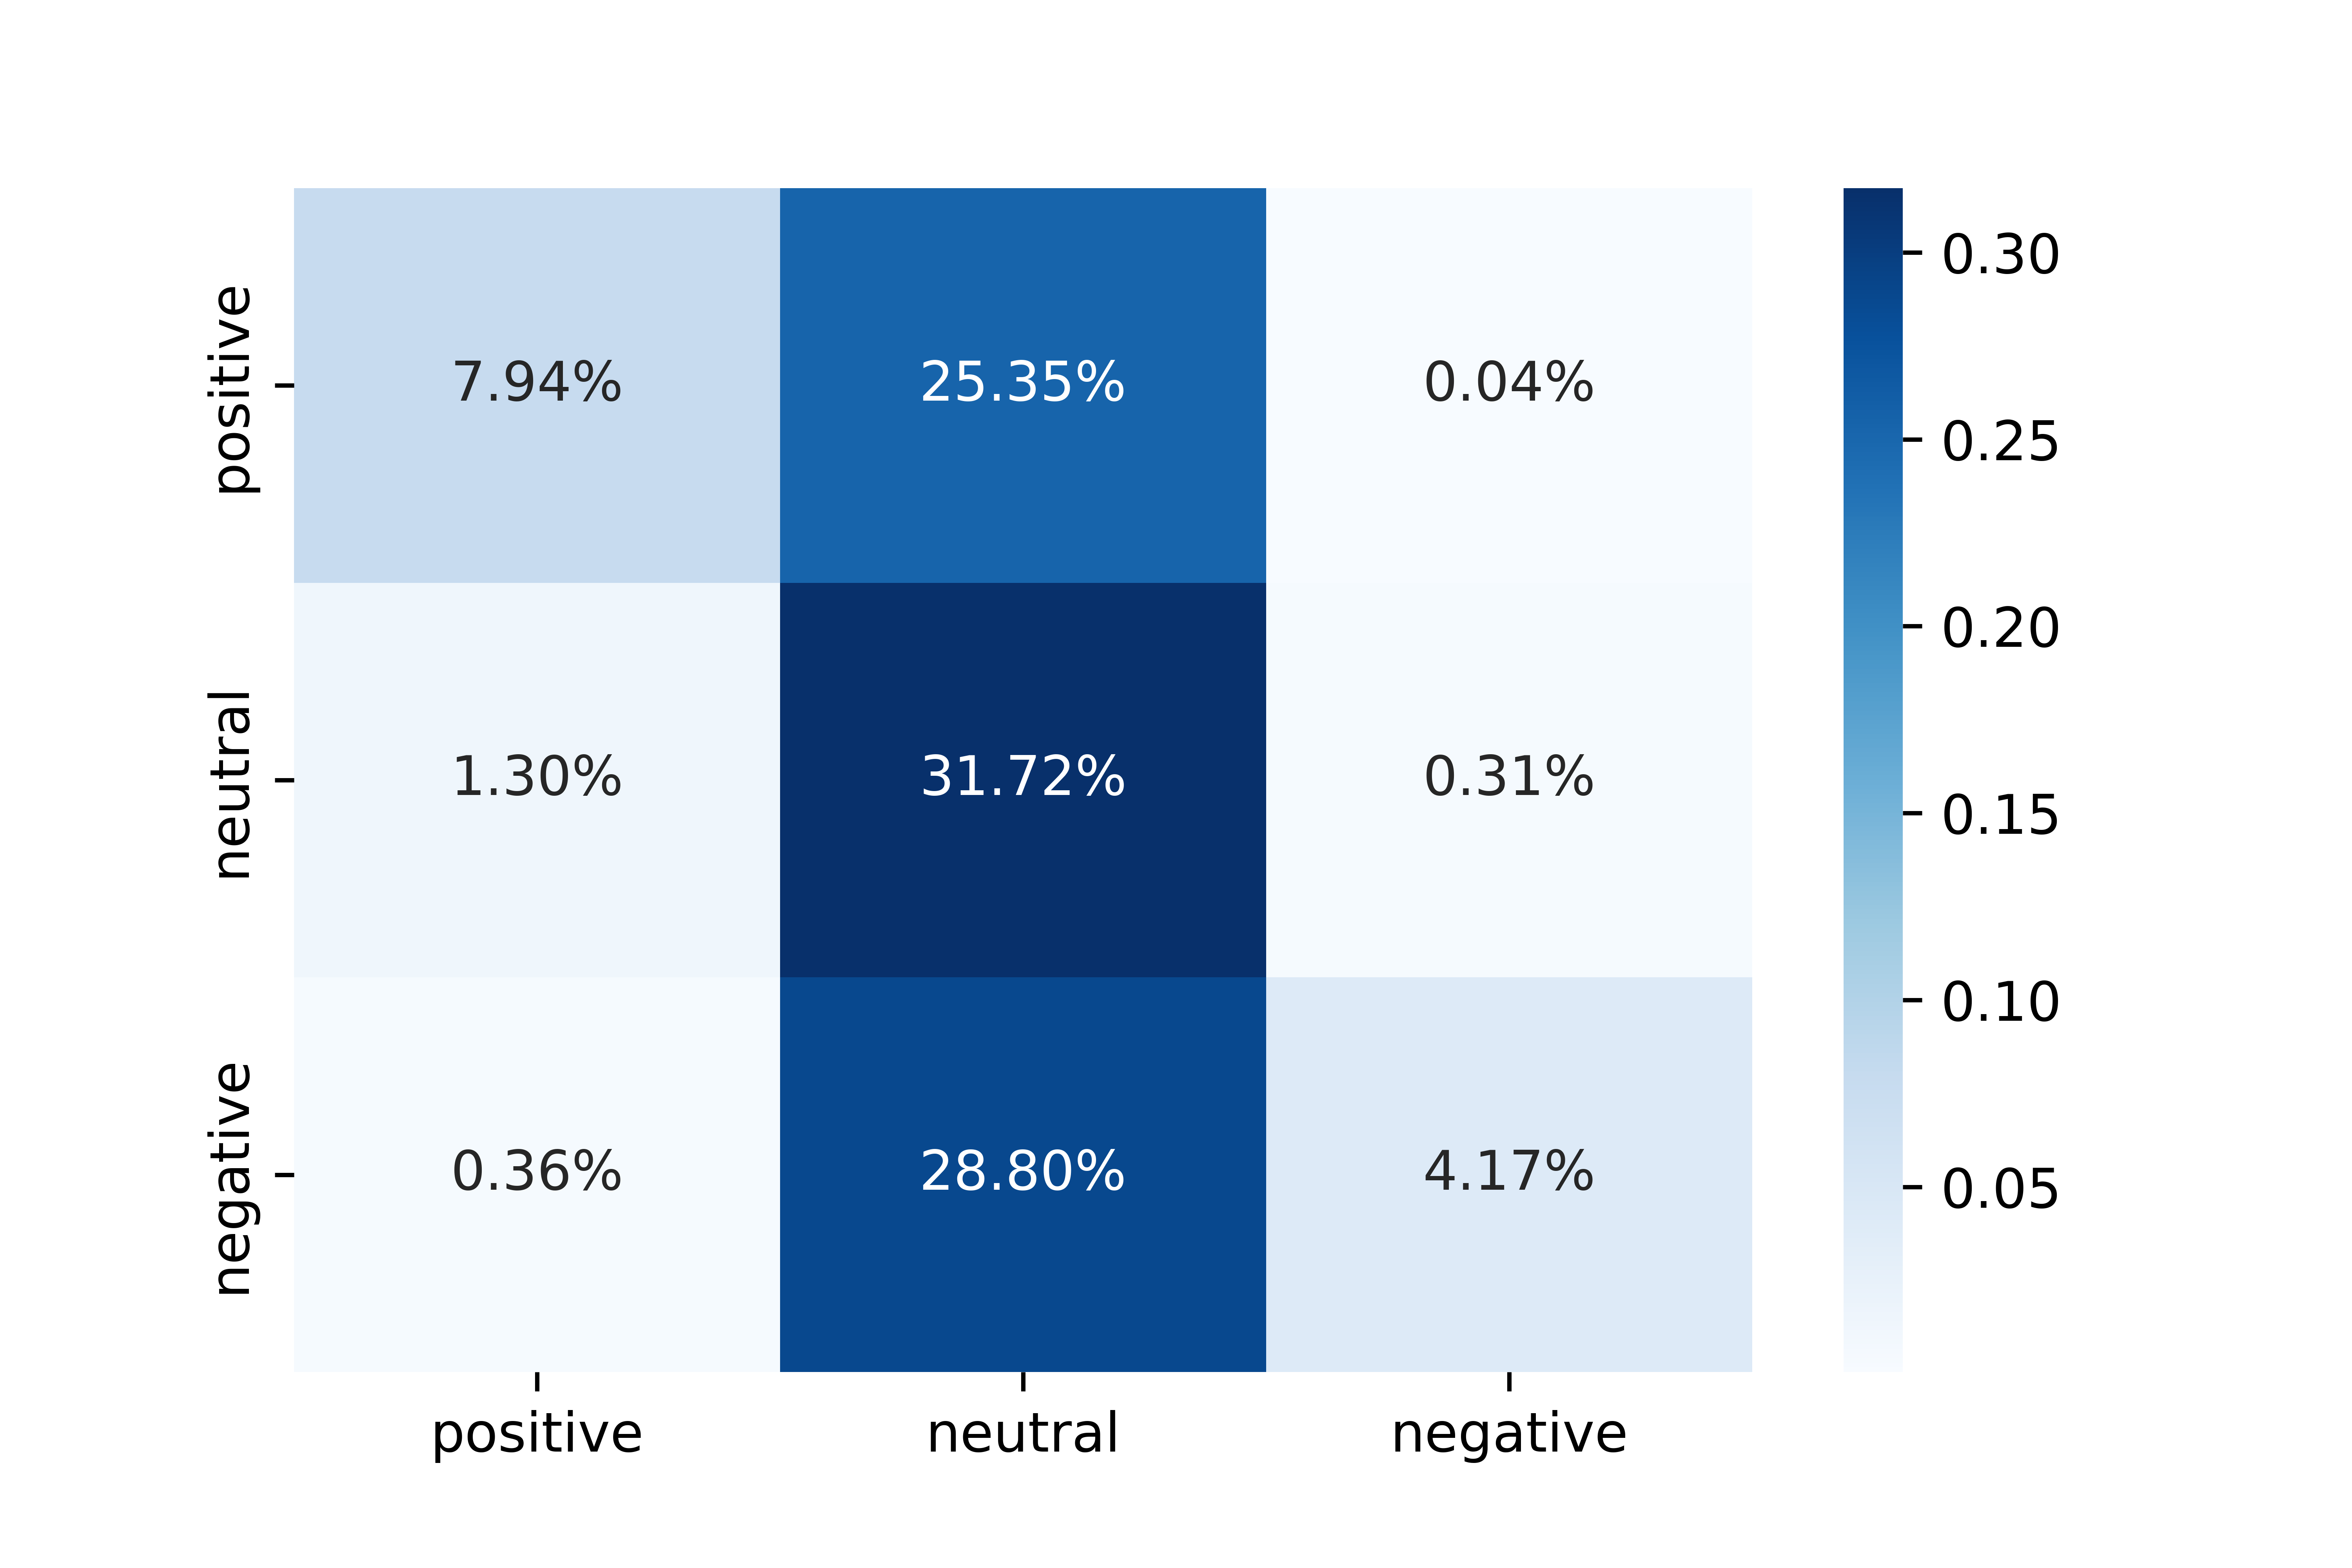 positive 7.94% 25.35% 0.04%
neutral 1.30% 31.72% 0.31%
negative 0.36% 28.80% 4.17%
positive neutral negative
0.30
0.25
0.20
0.15
0.10
0.05